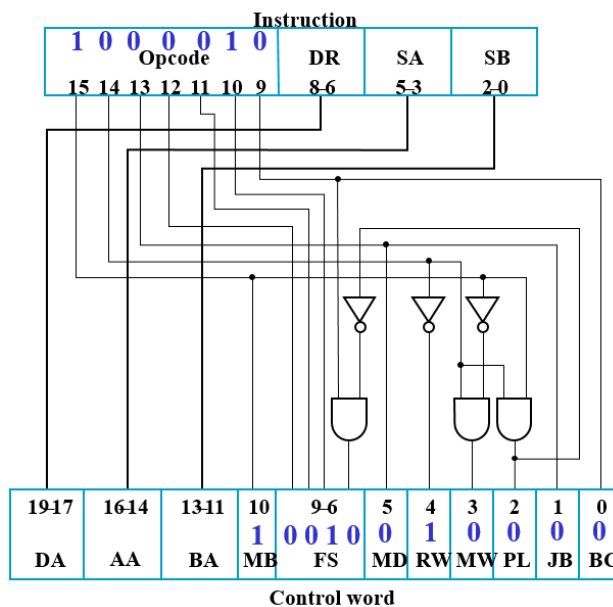 Instruction
1 0 0 0 0 1 0
Opcode DR SA SB
15 14 13 12 11 10 9 8-6 5-3 2-0
19-17 16-14 13-11 10 9-6 5 4 3 2 1 0
1 0 0 1 0 0 1 0 0 0 0
DA AA BA MB FS MD RW MW PL JB BC
Control word